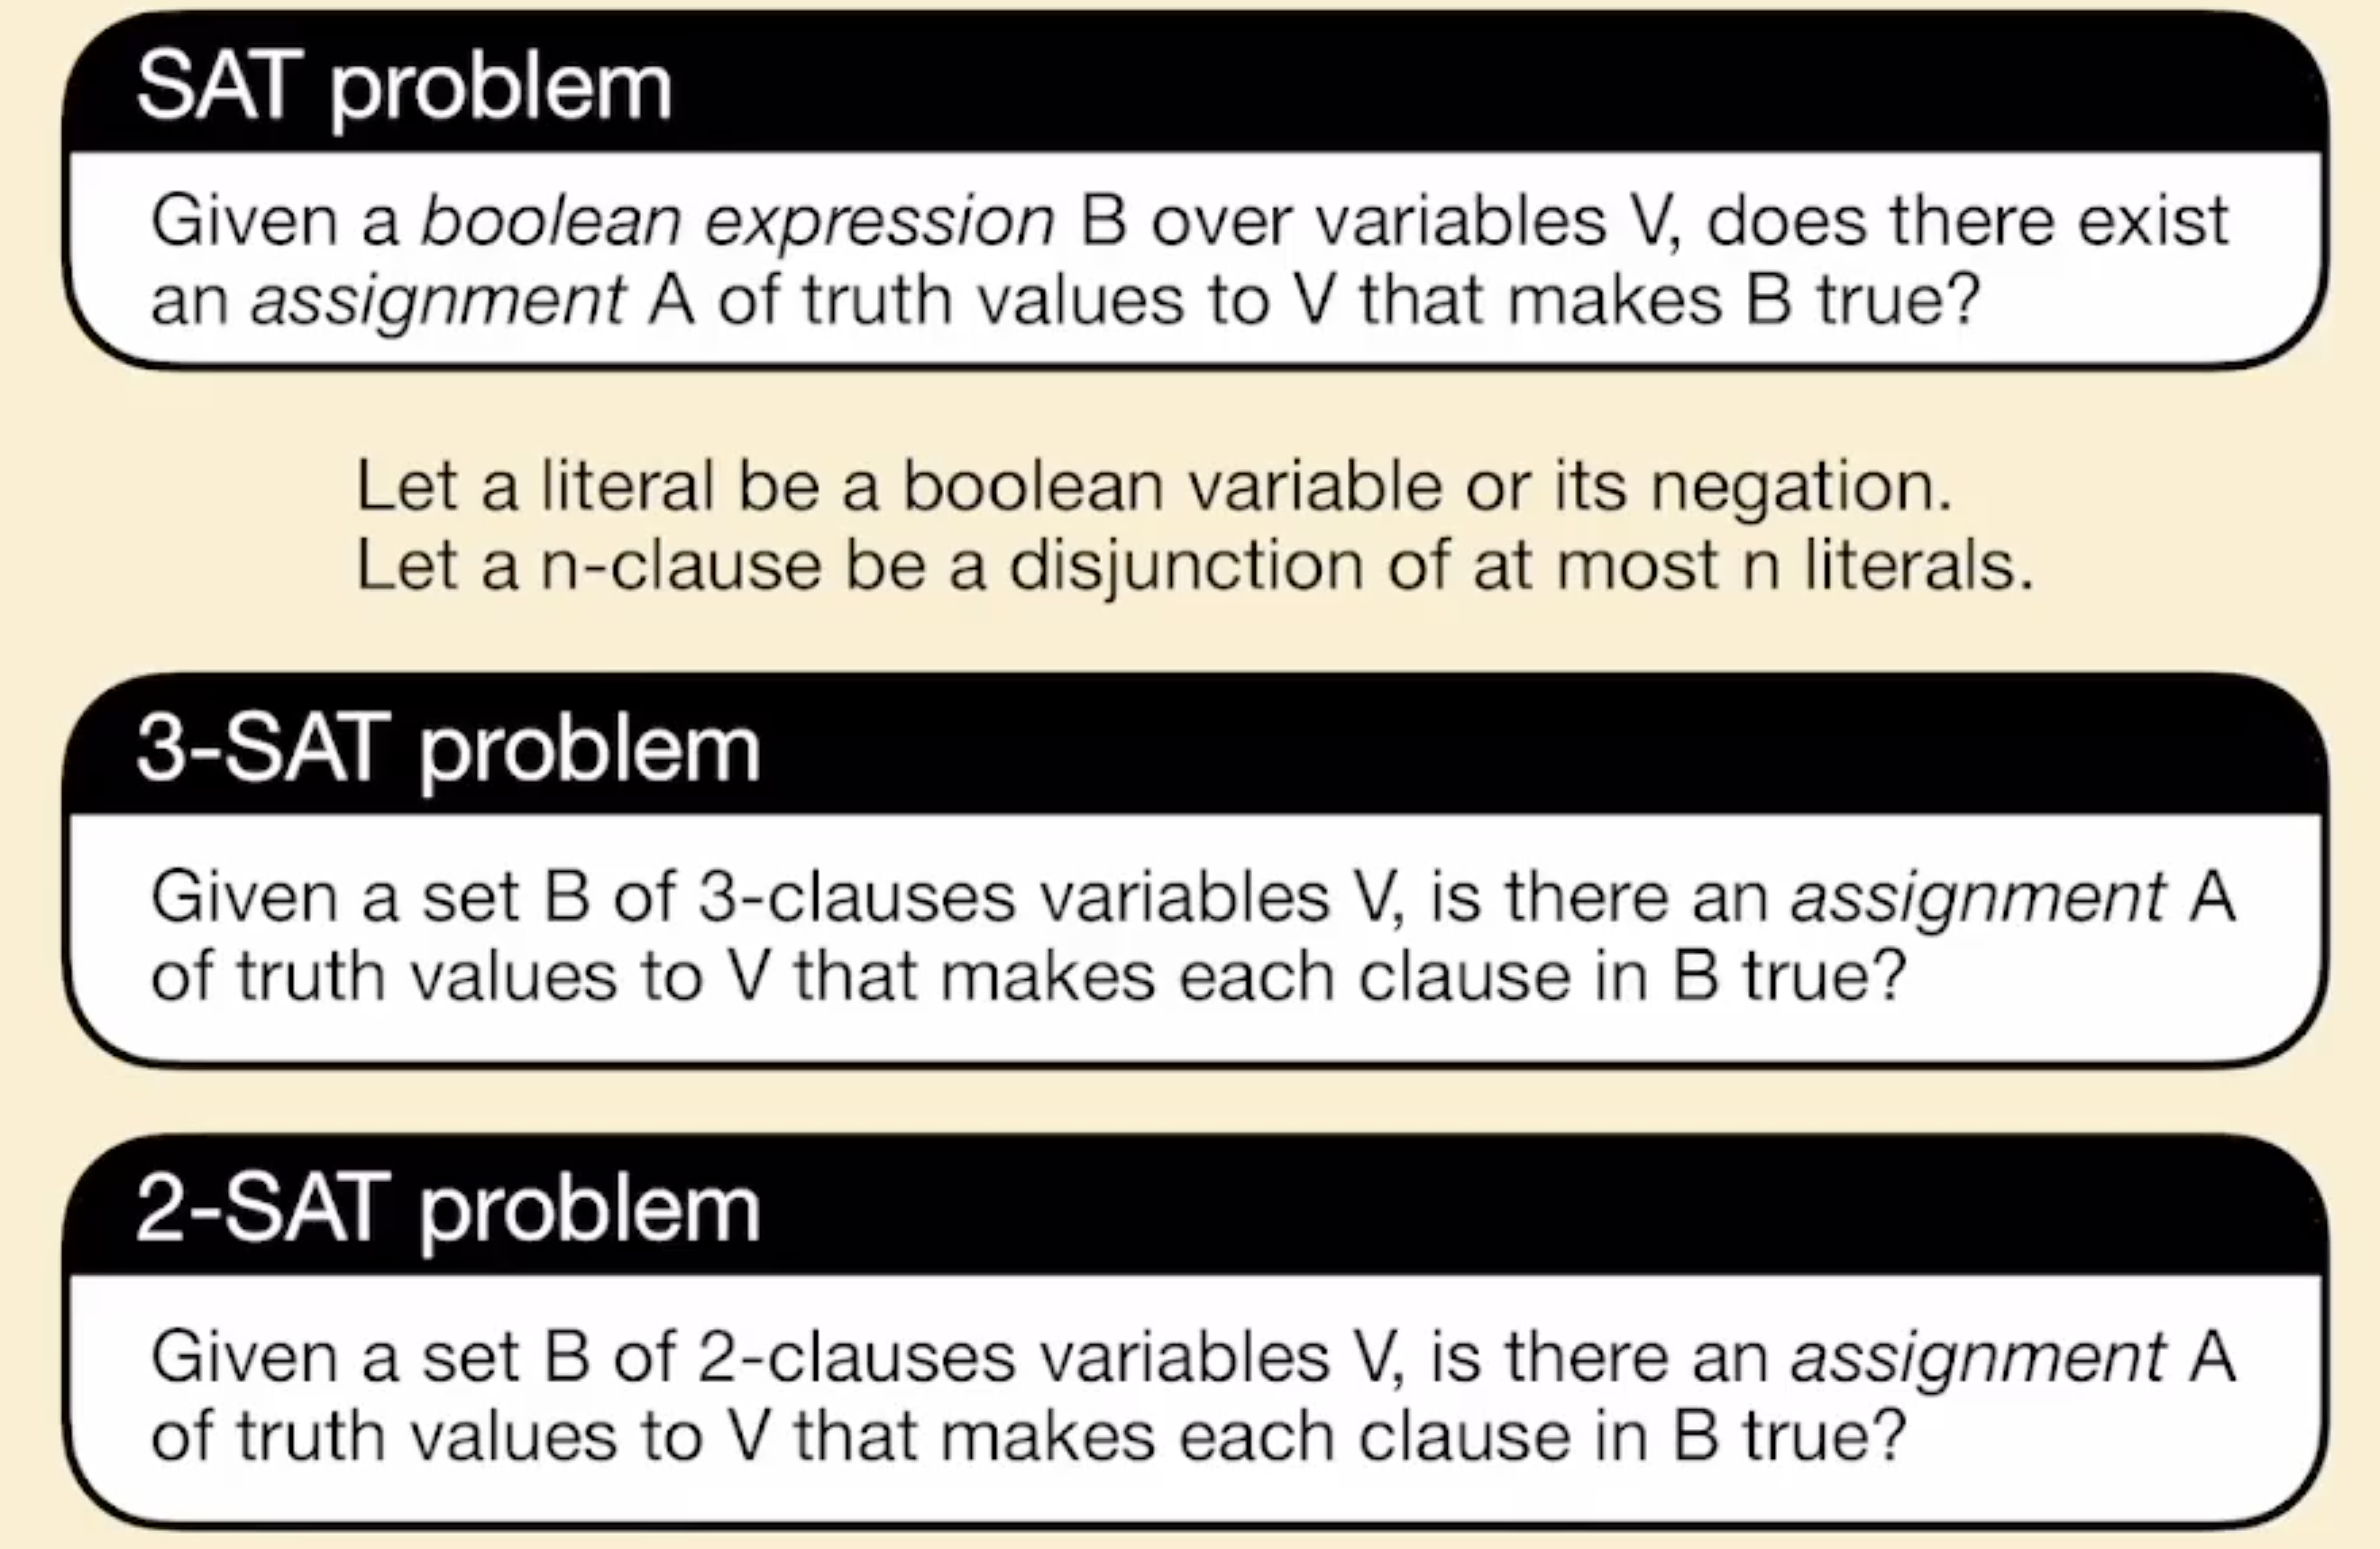 SAT problem
Given a boolean expression B over variables V, does there exist
an assignment A of truth values to V that makes B true?
Let a literal be a boolean variable or its negation.
Let a n-clause be a disjunction of at most n literals.
3-SAT problem
Given a set B of 3-clauses variables V, is there an assignment A
of truth values to V that makes each clause in B true?
2-SAT problem
Given a set B of 2-clauses variables V, is there an assignment A
of truth values to V that makes each clause in B true?